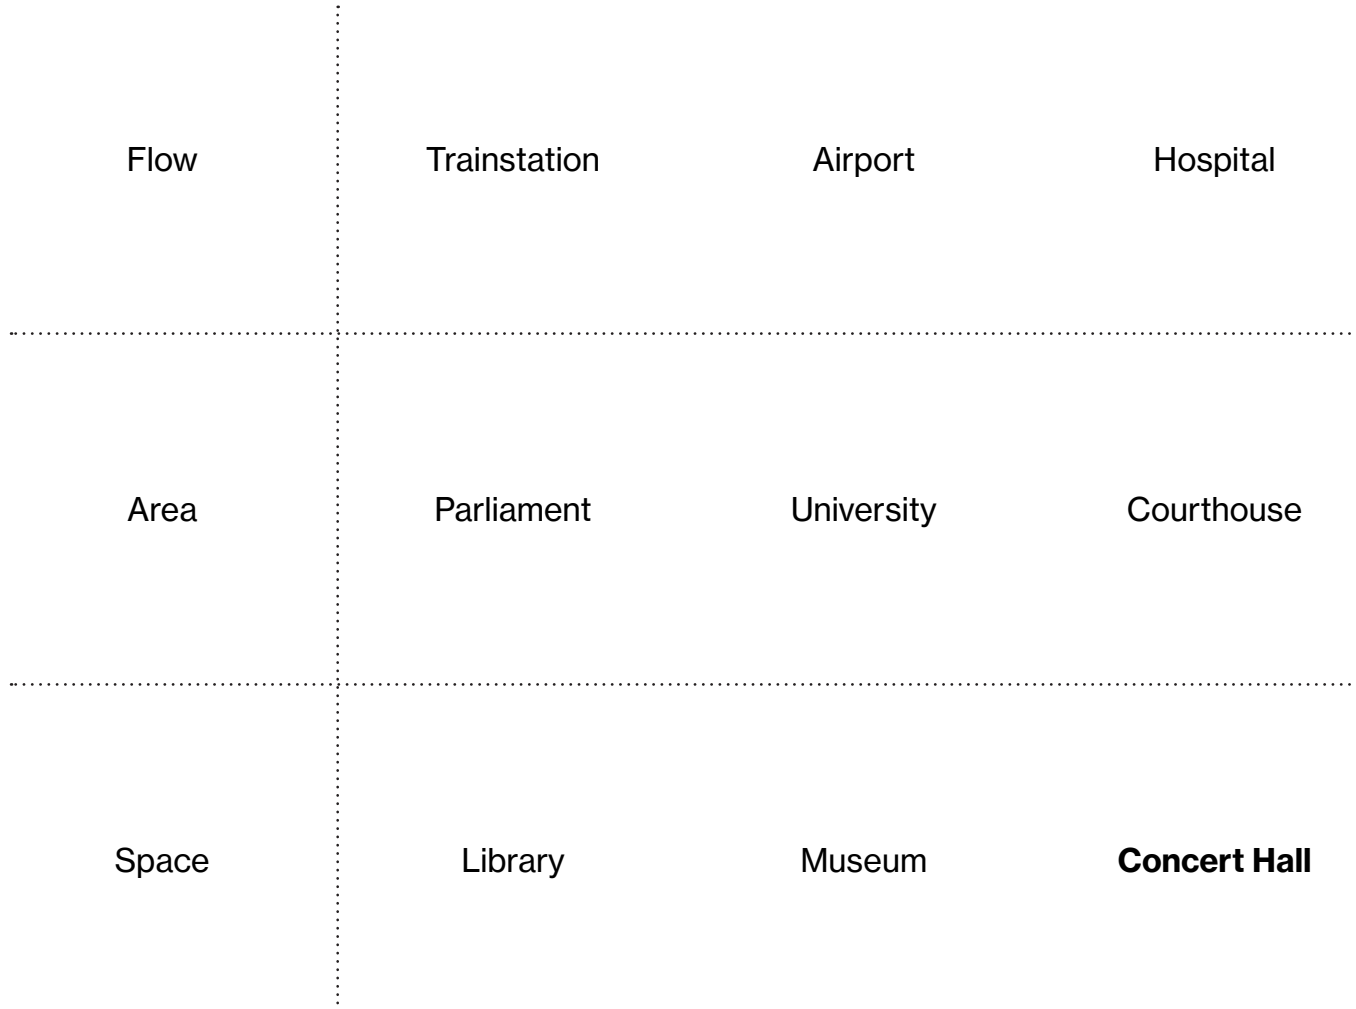 Flow Trainstation Airport Hospital
Area Parliament University Courthouse
Space Library Museum Concert Hall